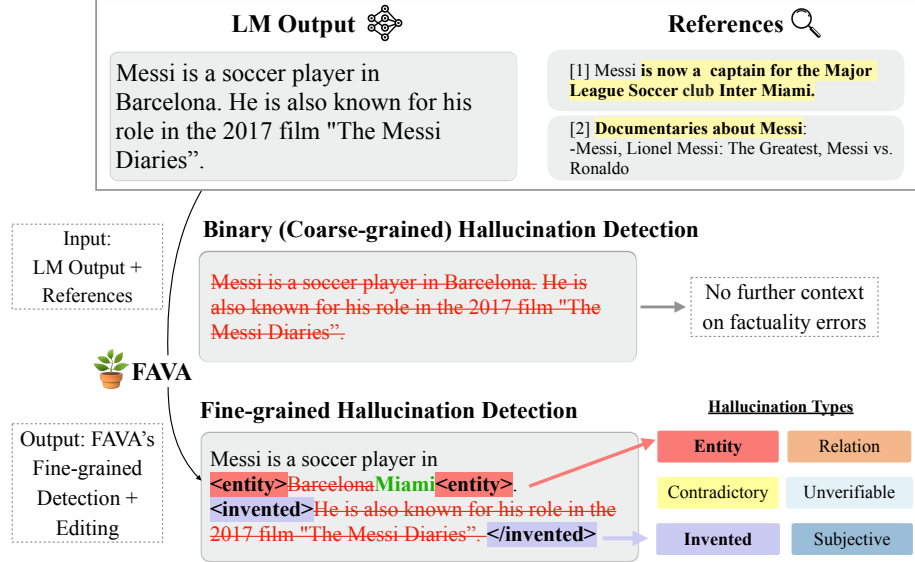 LM Output
References
Messi is a soccer player in
Barcelona. He is also known for his
role in the 2017 film "The Messi
Diaries”.
[1] Messi is now a captain for the Major
League Soccer club Inter Miami.
[2] Documentaries about Messi:
-Messi, Lionel Messi: The Greatest, Messi vs.
Ronaldo
Input:
LM Output +
References
Binary (Coarse-grained) Hallucination Detection
Messi is a soccer player in Barcelona. He is
also known for his role in the 2017 film "The
Messi Diaries”.
No further context
on factuality errors
FAVA
Output: FAVA's
Fine-grained
Detection +
Editing
Fine-grained Hallucination Detection
Messi is a soccer player in
<entity>BarcelonaMiami<entity>.
<invented>He is also known for his role in the
2017 film "The Messi Diaries”. </invented>
Hallucination Types
Entity
Relation
Contradictory
Unverifiable
Invented
Subjective